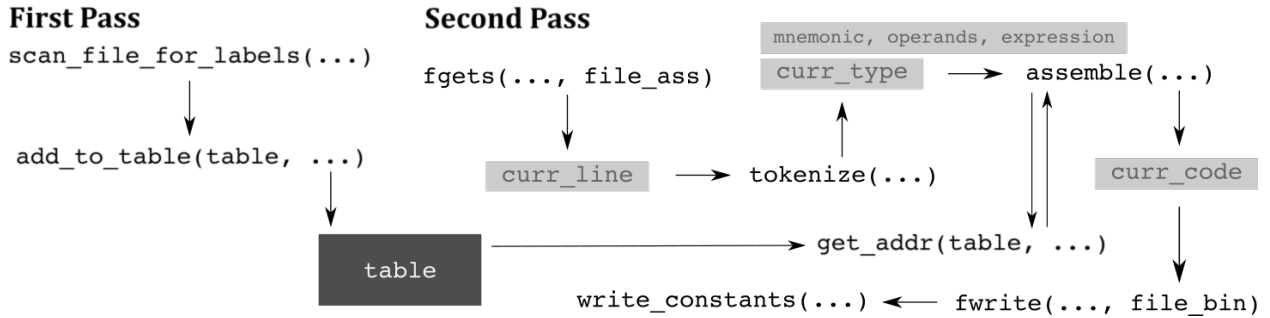 First Pass
scan_file_for_labels(...)
add_to_table(table, ...)
table
Second Pass
fgets(..., file_ass)
curr_line
tokenize(...)
mnemonic, operands, expression
curr_type
assemble(...)
get_addr(table, ...)
curr_code
fwrite(..., file_bin)
write_constants(...)